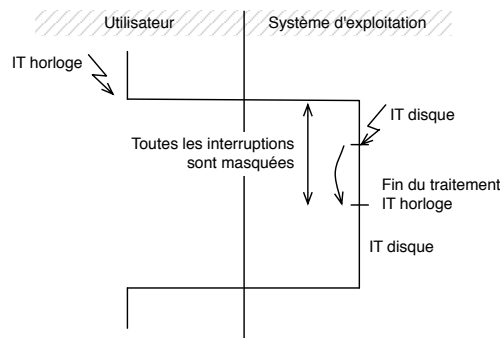 Utilisateur
Système d'exploitation
IT horloge
IT disque
Toutes les interruptions
sont masquées
Fin du traitement
IT horloge
IT disque